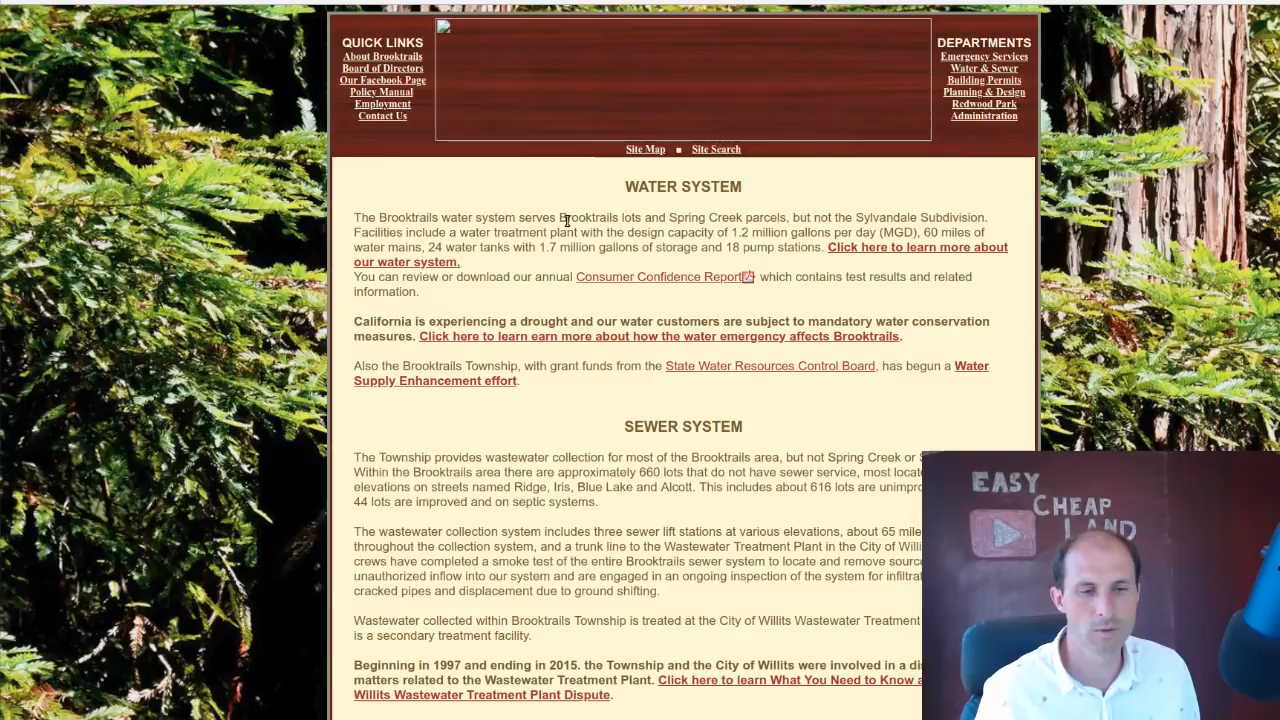 QUICK LINKS
About Brooktrails
Board of Directors
Our Facebook Page
Policy Manual
Employment
Contact Us
DEPARTMENTS
Emergency Services
Water & Sewer
Building Permits
Planning & Design
Redwood Park
Administration
Site Map ■ Site Search
WATER SYSTEM
The Brooktrails water system serves Brooktrails lots and Spring Creek parcels, but not the Sylvandale Subdivision.
Facilities include a water treatment plant with the design capacity of 1.2 million gallons per day (MGD), 60 miles of
water mains, 24 water tanks with 1.7 million gallons of storage and 18 pump stations. Click here to learn more about
our water system.
You can review or download our annual Consumer Confidence Report which contains test results and related
information.
California is experiencing a drought and our water customers are subject to mandatory water conservation
measures. Click here to learn earn more about how the water emergency affects Brooktrails.
Also the Brooktrails Township, with grant funds from the State Water Resources Control Board, has begun a Water
Supply Enhancement effort.
SEWER SYSTEM
The Township provides wastewater collection for most of the Brooktrails area, but not Spring Creek or
Within the Brooktrails area there are approximately 660 lots that do not have sewer service, most
elevations on streets named Ridge, Iris, Blue Lake and Alcott. This includes about 616 lots are
44 lots are improved and on septic systems.
The wastewater collection system includes three sewer lift stations at various elevations, about 65
throughout the collection system, and a trunk line to the Wastewater Treatment Plant in the City of
crews have completed a smoke test of the entire Brooktrails sewer system to locate and remove
unauthorized inflow into our system and are engaged in an ongoing inspection of the system for
cracked pipes and displacement due to ground shifting.
Wastewater collected within Brooktrails Township is treated at the City of Willits Wastewater Treatment
is a secondary treatment facility.
Beginning in 1997 and ending in 2015. the Township and the City of Willits were involved in a
matters related to the Wastewater Treatment Plant. Click here to learn What You Need to Know
Willits Wastewater Treatment Plant Dispute.
EASY
CHEAP
LAND